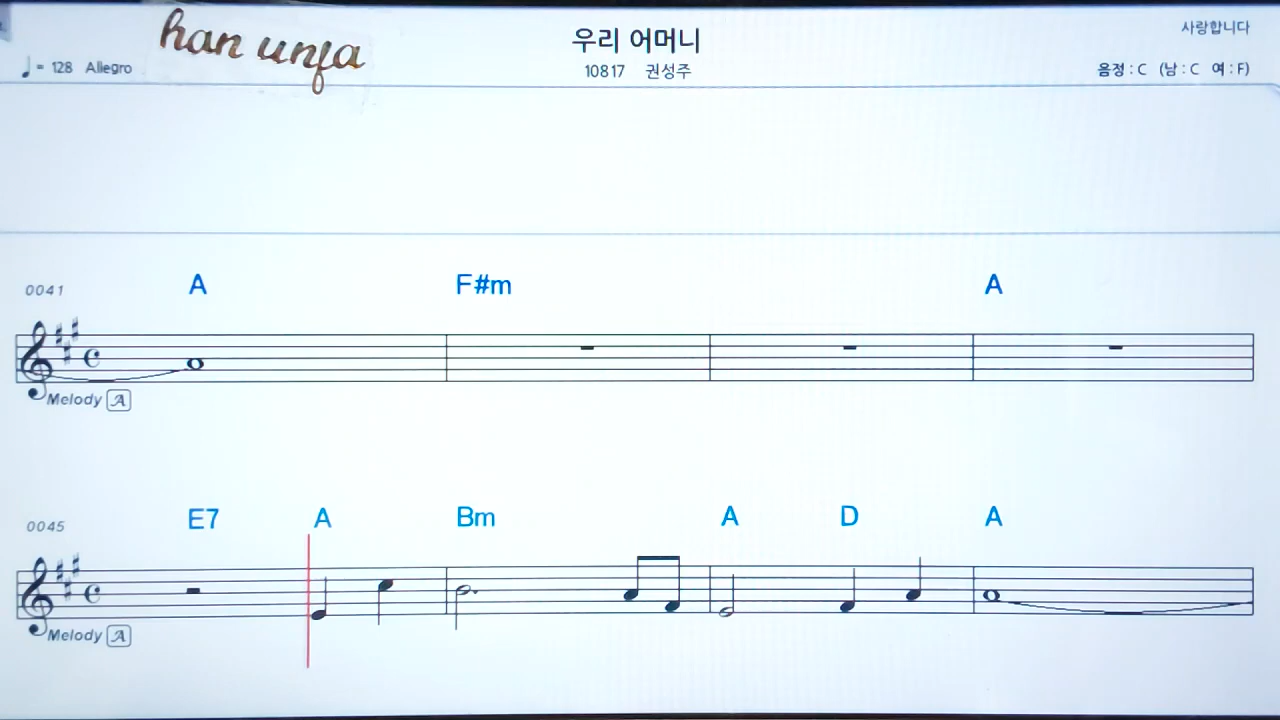 han unfa
우리 어머니
사랑합니다
♩ = 128 Allegro
10817 권성주
음정 : C (남 : C 여 : F)
0041 A F#m A
Melody A
0045 E7 A Bm A D A
Melody A